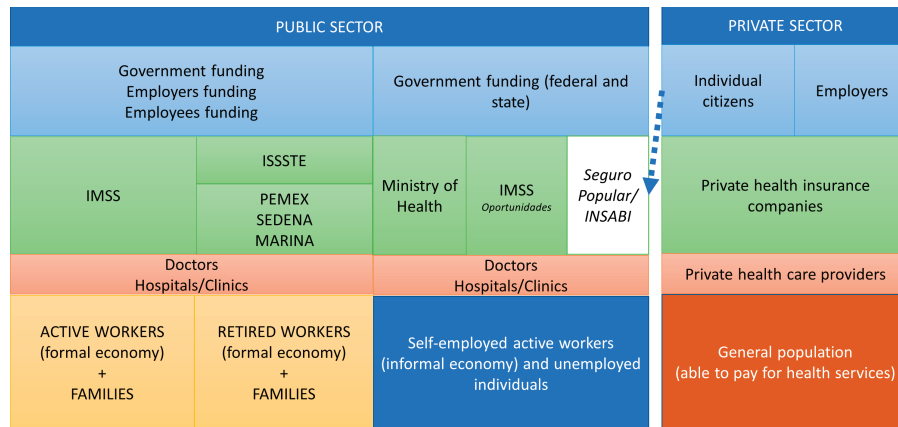 PUBLIC SECTOR
PRIVATE SECTOR
Government funding
Employers funding
Employees funding
Government funding (federal and
state)
Individual
citizens
Employers
IMSS
ISSSTE
PEMEX
SEDENA
MARINA
Ministry of
Health
IMSS
Oportunidades
Seguro
Popular/
INSABI
Private health insurance
companies
Doctors
Hospitals/Clinics
Doctors
Hospitals/Clinics
Private health care providers
ACTIVE WORKERS
(formal economy)
+
FAMILIES
RETIRED WORKERS
(formal economy)
+
FAMILIES
Self-employed active workers
(informal economy) and unemployed
individuals
General population
(able to pay for health services)